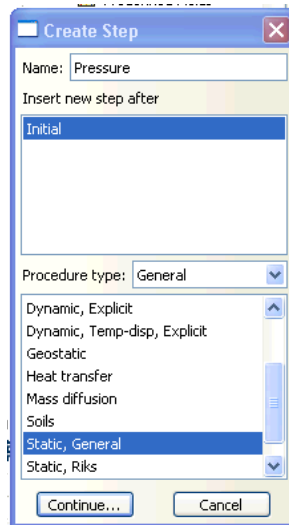 Create Step
Name: Pressure
Insert new step after
Initial
Procedure type: General
Dynamic, Explicit
Dynamic, Temp-disp, Explicit
Geostatic
Heat transfer
Mass diffusion
Soils
Static, General
Static, Riks
Continue... Cancel